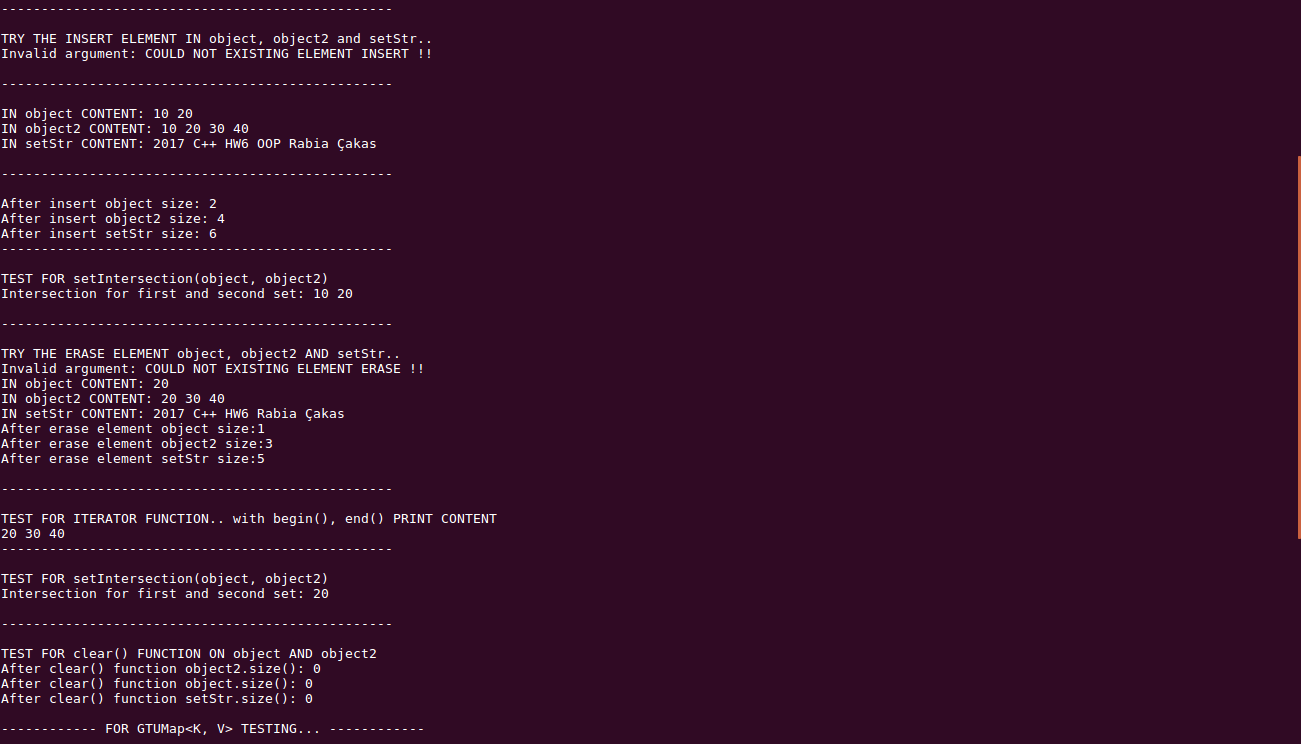 -------------------------------------------------
TRY THE INSERT ELEMENT IN object, object2 and setStr..
Invalid argument: COULD NOT EXISTING ELEMENT INSERT !!
-------------------------------------------------
IN object CONTENT: 10 20
IN object2 CONTENT: 10 20 30 40
IN setStr CONTENT: 2017 C++ HW6 OOP Rabia Çakas
-------------------------------------------------
After insert object size: 2
After insert object2 size: 4
After insert setStr size: 6
-------------------------------------------------
TEST FOR setIntersection(object, object2)
Intersection for first and second set: 10 20
-------------------------------------------------
TRY THE ERASE ELEMENT object, object2 AND setStr..
Invalid argument: COULD NOT EXISTING ELEMENT ERASE !!
IN object CONTENT: 20
IN object2 CONTENT: 20 30 40
IN setStr CONTENT: 2017 C++ HW6 Rabia Çakas
After erase element object size:1
After erase element object2 size:3
After erase element setStr size:5
-------------------------------------------------
TEST FOR ITERATOR FUNCTION.. with begin(), end() PRINT CONTENT
20 30 40
-------------------------------------------------
TEST FOR setIntersection(object, object2)
Intersection for first and second set: 20
-------------------------------------------------
TEST FOR clear() FUNCTION ON object AND object2
After clear() function object2.size(): 0
After clear() function object.size(): 0
After clear() function setStr.size(): 0
------------ FOR GTUMap<K, V> TESTING... ------------